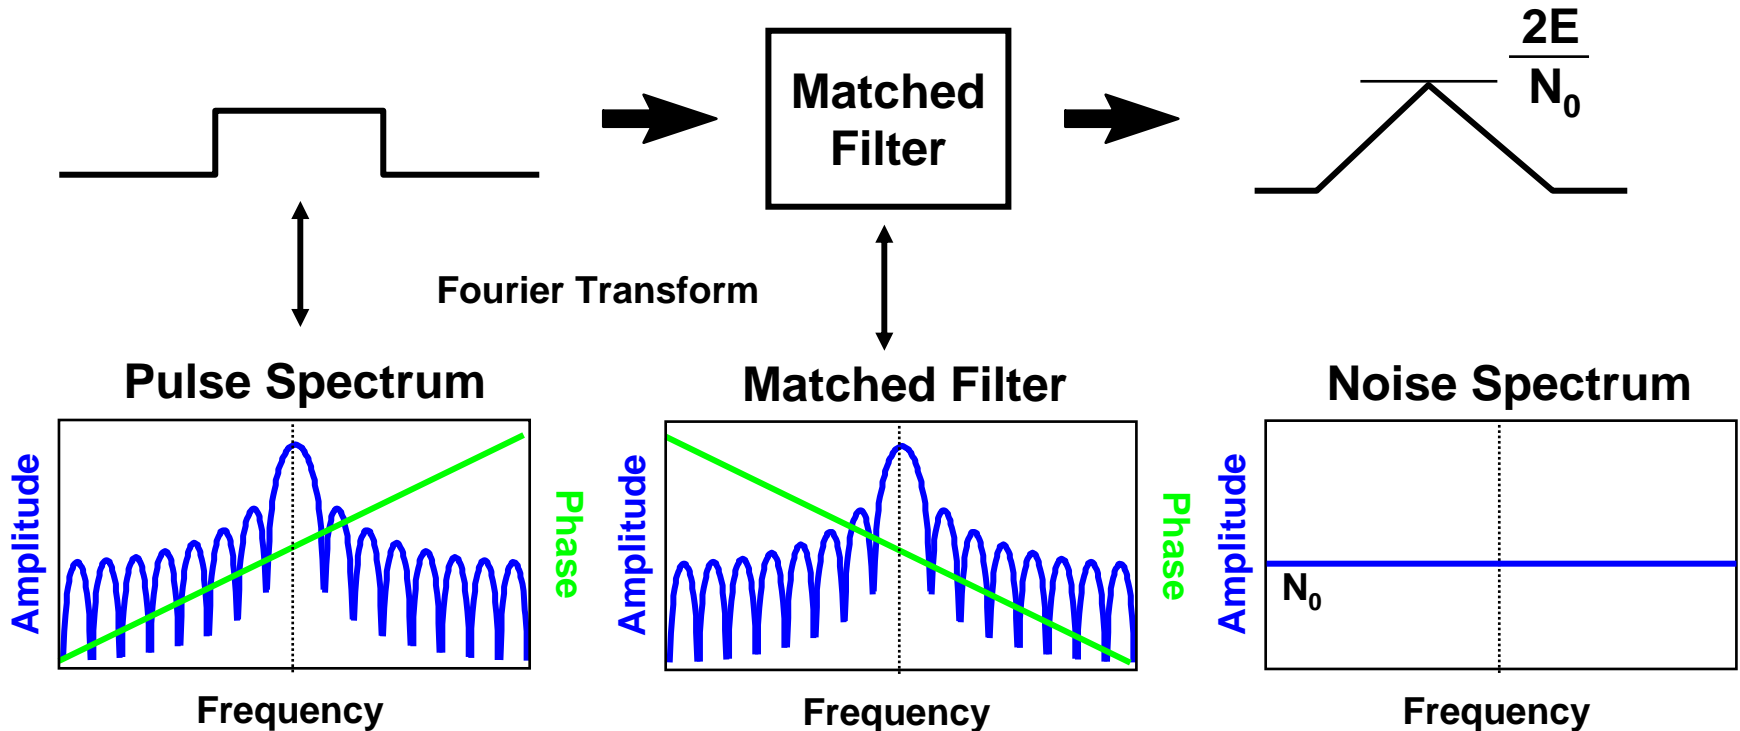 Matched
Filter
2E
N₀
Fourier Transform
Pulse Spectrum
Matched Filter
Noise Spectrum
Amplitude
Phase
Amplitude
Phase
Amplitude
N₀
Frequency
Frequency
Frequency